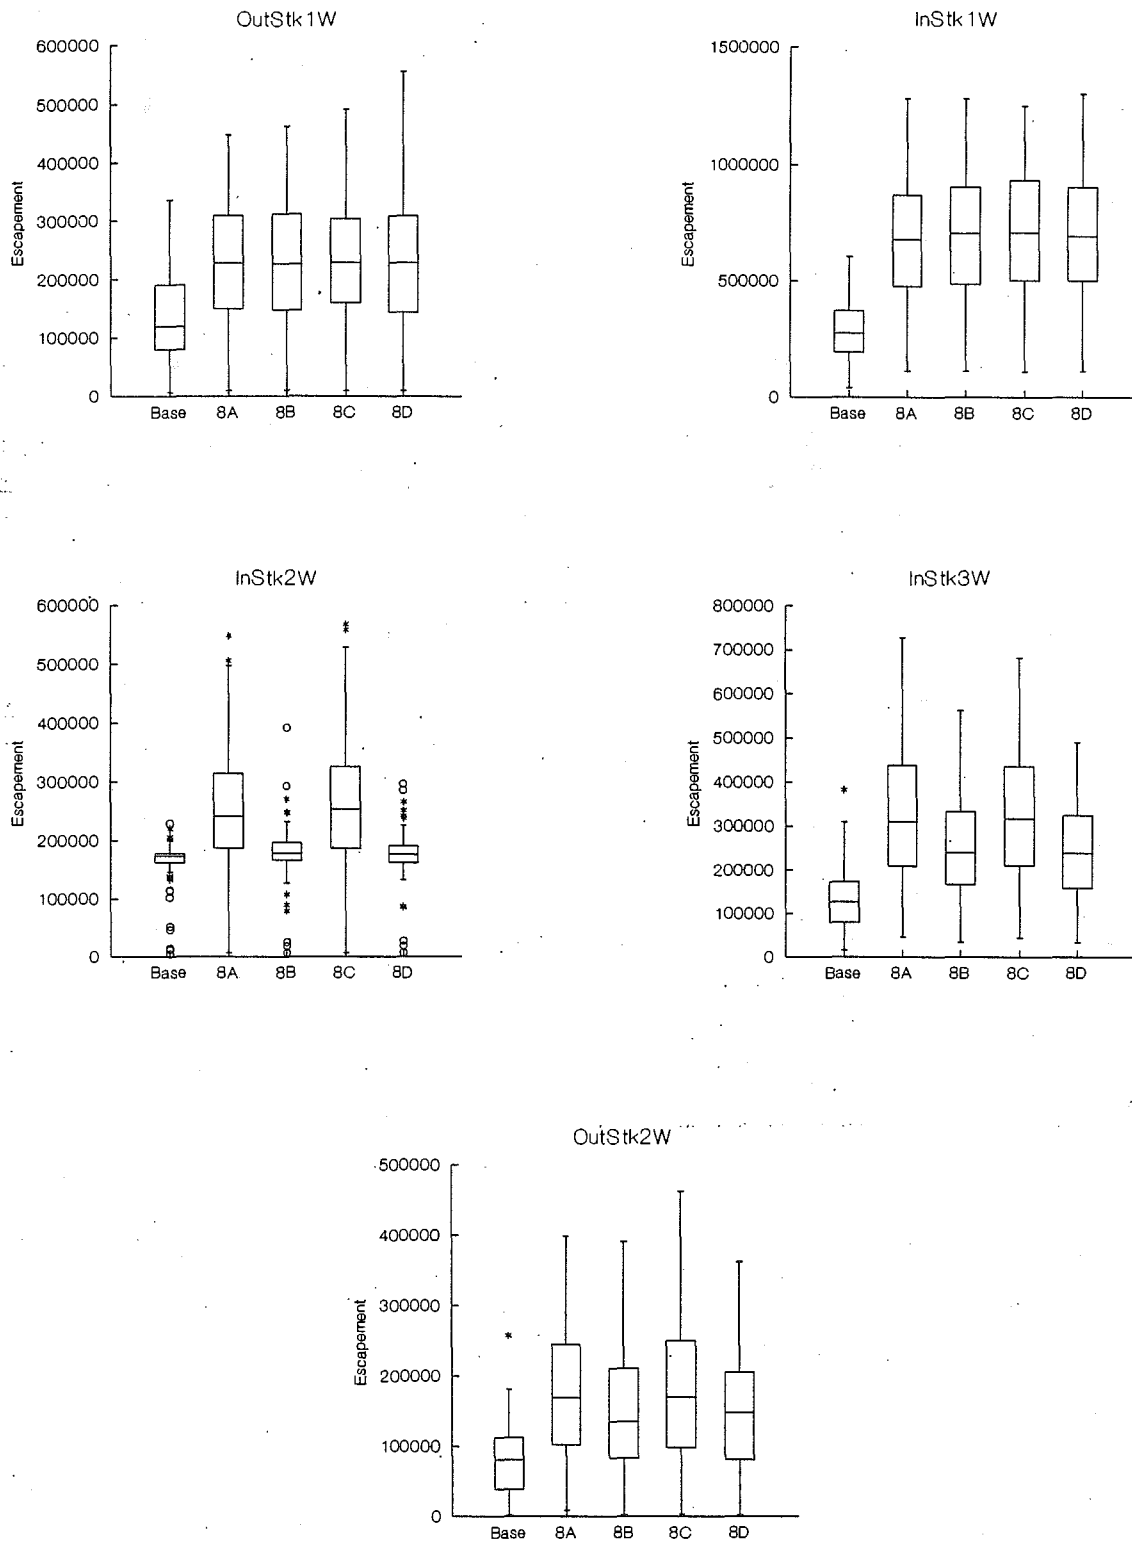 OutStk1W
600000
500000
400000
300000
200000
100000
0
Escapement
Base 8A 8B 8C 8D
InStk1W
1500000
1000000
500000
0
Escapement
Base 8A 8B 8C 8D
InStk2W
600000
500000
400000
300000
200000
100000
0
Escapement
Base 8A 8B 8C 8D
InStk3W
800000
700000
600000
500000
400000
300000
200000
100000
0
Escapement
Base 8A 8B 8C 8D
OutStk2W
500000
400000
300000
200000
100000
0
Escapement
Base 8A 8B 8C 8D